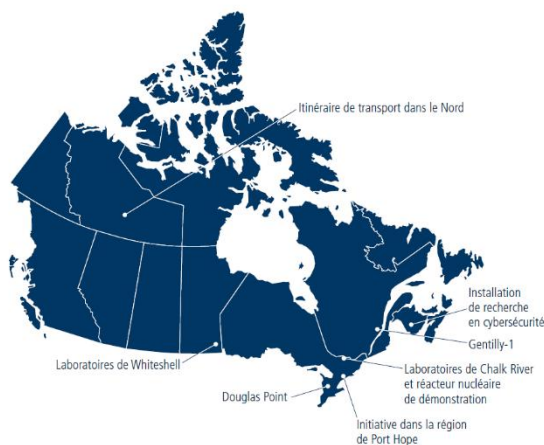 Itinéraire de transport dans le Nord
Installation
de recherche
en cybersécurité
Gentilly-1
Laboratoires de Whiteshell
Laboratoires de Chalk River
et réacteur nucléaire
de démonstration
Douglas Point
Initiative dans la région
de Port Hope